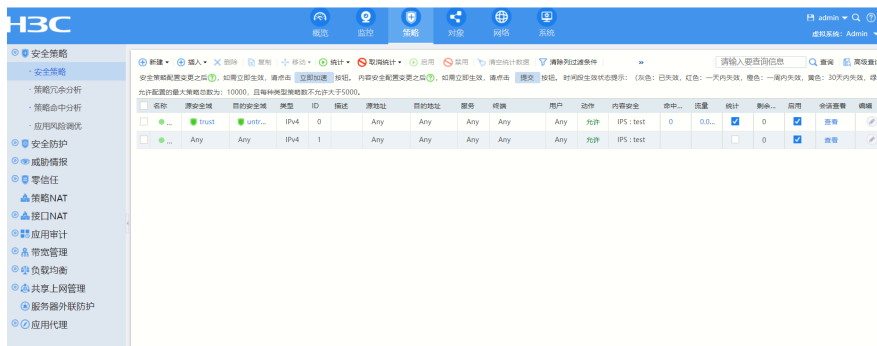 H3C
概览 监控 策略 对象 网络 系统
admin
虚拟系统: Admin
安全策略
安全策略
策略冗余分析
策略命中分析
应用风险调优
安全防护
威胁情报
零信任
策略NAT
接口NAT
应用审计
带宽管理
负载均衡
共享上网管理
服务器外联防护
应用代理
新建 插入 删除 复制 移动 统计 取消统计 启用 禁用 清空统计数据 清除列过滤条件 » 请输入要查询信息 查询 高级查
安全策略配置变更之后?,如需立即生效,请点击 立即加速 按钮。 内容安全配置变更之后?,如需立即生效,请点击 提交 按钮。 时间段生效状态提示:(灰色:已失效,红色:一天内失效,橙色:一周内失效,黄色:30天内失效,绿
允许配置的最大策略总数为:10000,且每种类型策略数不允许大于5000。
名称 源安全域 目的安全域 类型 ID 描述 源地址 目的地址 服务 终端 用户 动作 内容安全 命中... 流量 统计 剩余... 启用 会话查看 编辑
... trust untr... IPv4 0 Any Any Any Any Any 允许 IPS : test 0 0.0... 0 查看
... Any Any IPv4 1 Any Any Any Any Any 允许 IPS : test 0 查看